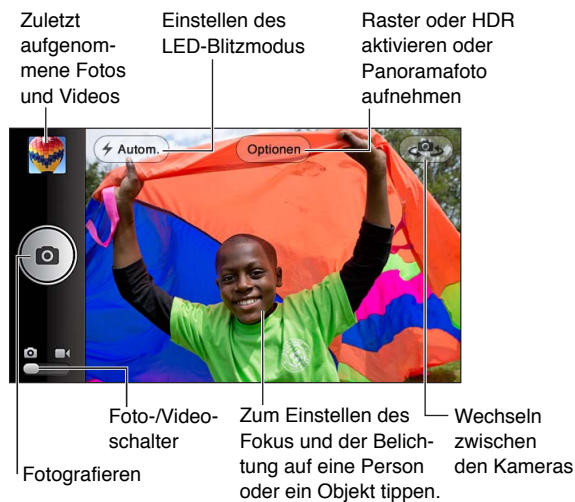 Zuletzt
aufgenom-
mene Fotos
und Videos
Einstellen des
LED-Blitzmodus
Raster oder HDR
aktivieren oder
Panoramafoto
aufnehmen
Autom.
Optionen
Foto-/Video-
schalter
Fotografieren
Zum Einstellen des
Fokus und der Belich-
tung auf eine Person
oder ein Objekt tippen.
Wechseln
zwischen
den Kameras